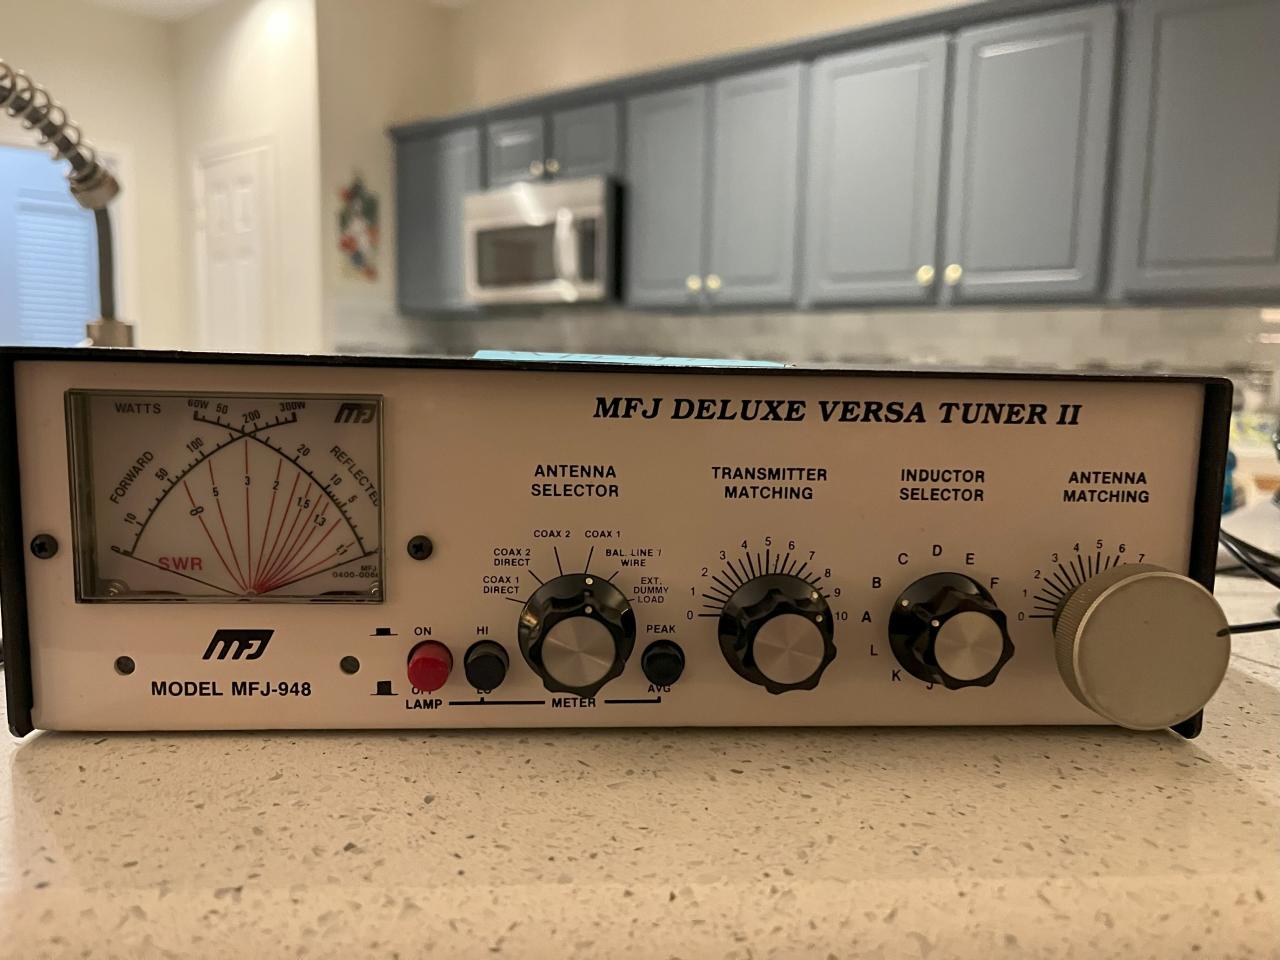 WATTS
60W 50 200 300W
MFJ
FORWARD
REFLECTED
10 50 100
20 10 5
8 5 3 2 1.5 1.3 1.1
SWR
MFJ
MFJ DELUXE VERSA TUNER II
ANTENNA
SELECTOR
TRANSMITTER
MATCHING
INDUCTOR
SELECTOR
ANTENNA
MATCHING
COAX 1
DIRECT
COAX 2
DIRECT
COAX 2
COAX 1
BAL. LINE /
WIRE
EXT.
DUMMY
LOAD
0 1 2 3 4 5 6 7 8 9 10
A B C D E F J K L
0 1 2 3 4 5 6 7
MFJ
MODEL MFJ-948
ON
OFF
LAMP
HI
LO
METER
PEAK
AVG